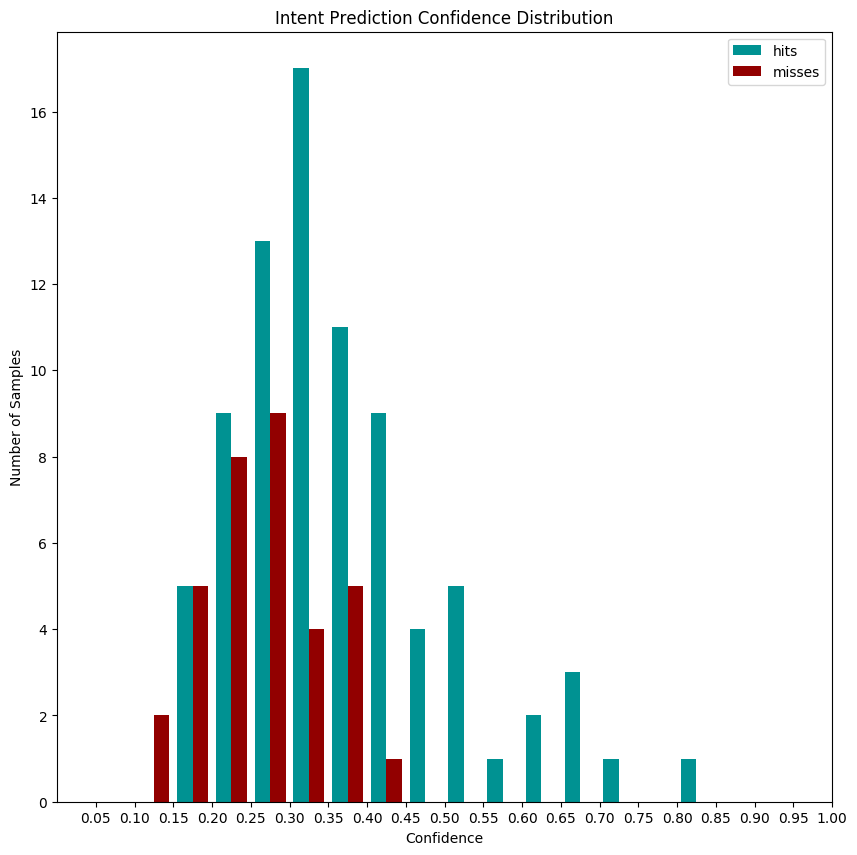 Intent Prediction Confidence Distribution
hits
misses
16
14
12
10
8
6
4
2
0
Number of Samples
0.05 0.10 0.15 0.20 0.25 0.30 0.35 0.40 0.45 0.50 0.55 0.60 0.65 0.70 0.75 0.80 0.85 0.90 0.95 1.00
Confidence